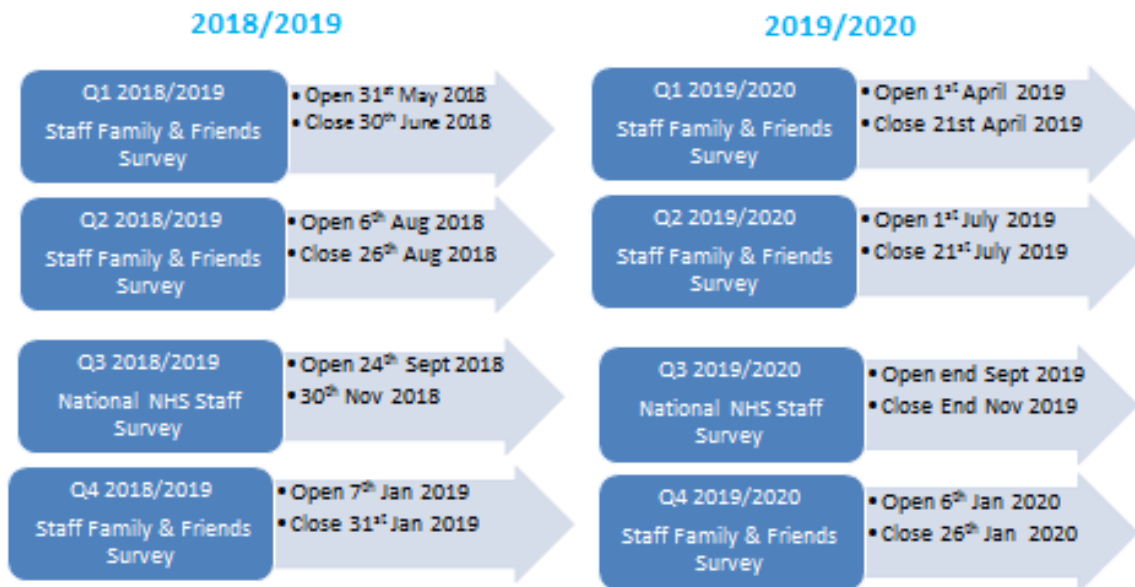 2018/2019
Q1 2018/2019
Staff Family & Friends
Survey
• Open 31st May 2018
• Close 30th June 2018
Q2 2018/2019
Staff Family & Friends
Survey
• Open 6th Aug 2018
• Close 26th Aug 2018
Q3 2018/2019
National NHS Staff
Survey
• Open 24th Sept 2018
• 30th Nov 2018
Q4 2018/2019
Staff Family & Friends
Survey
• Open 7th Jan 2019
• Close 31st Jan 2019
2019/2020
Q1 2019/2020
Staff Family & Friends
Survey
• Open 1st April 2019
• Close 21st April 2019
Q2 2019/2020
Staff Family & Friends
Survey
• Open 1st July 2019
• Close 21st July 2019
Q3 2019/2020
National NHS Staff
Survey
• Open end Sept 2019
• Close End Nov 2019
Q4 2019/2020
Staff Family & Friends
Survey
• Open 6th Jan 2020
• Close 26th Jan 2020